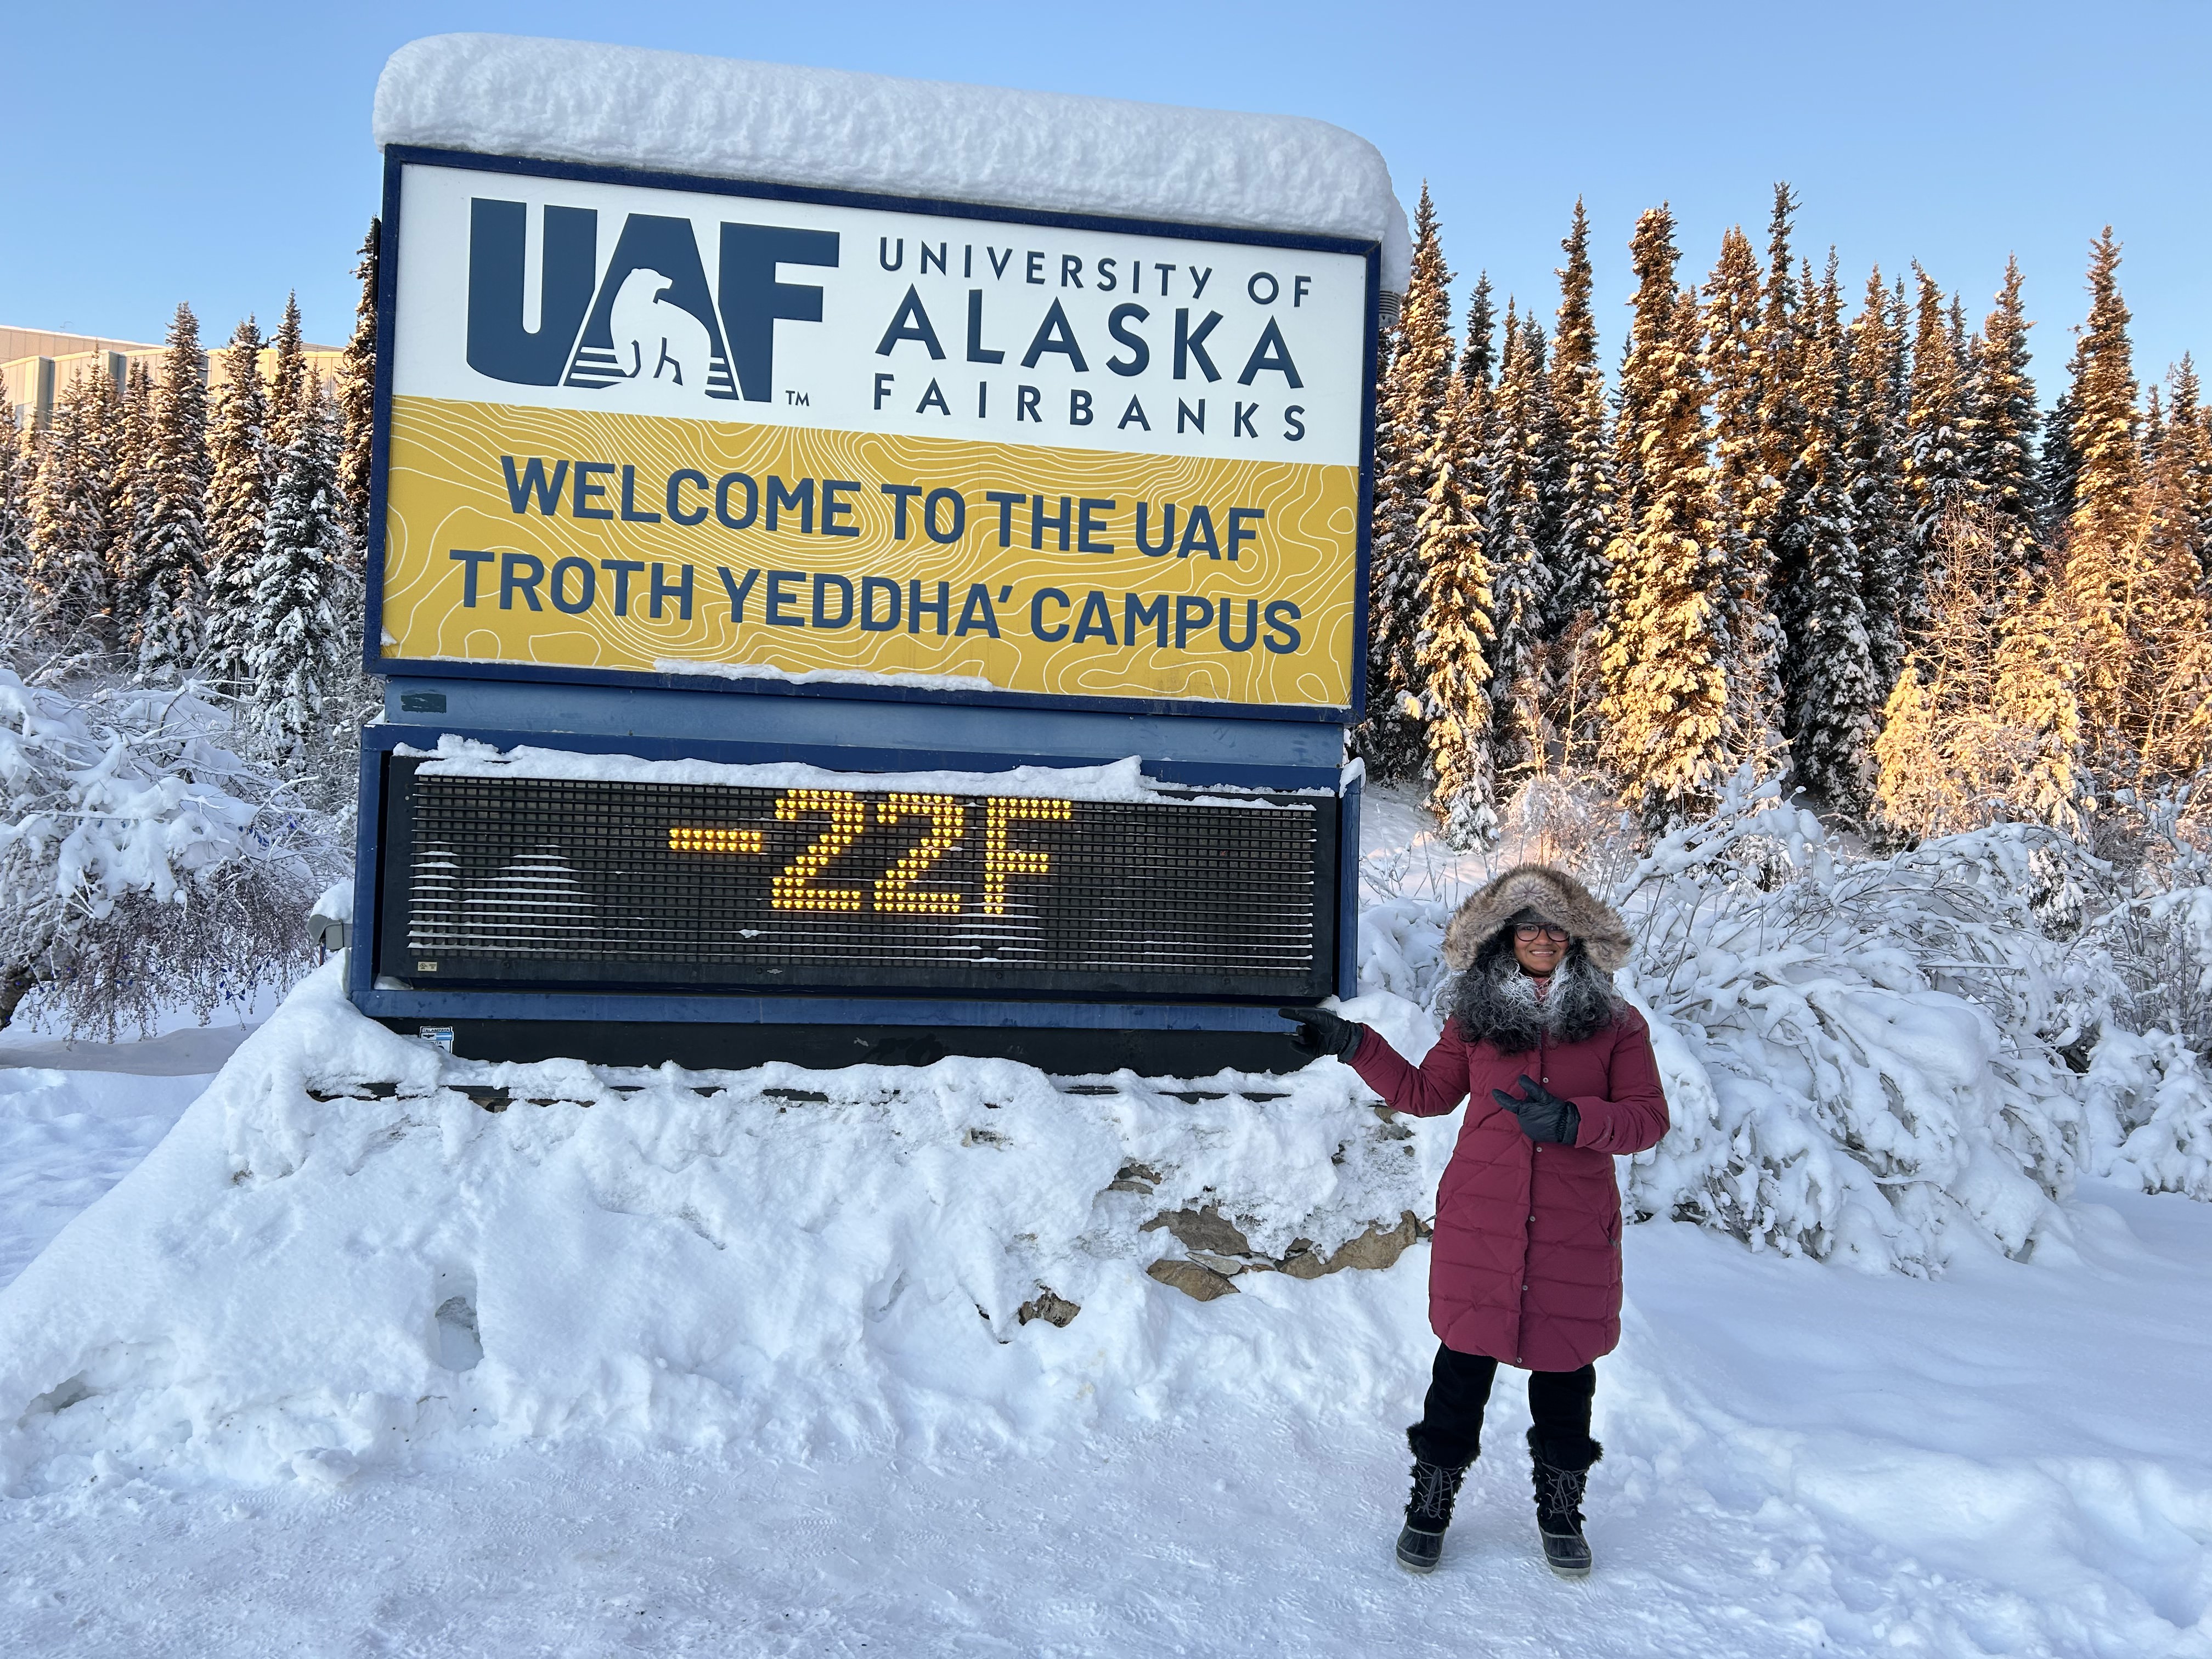 UAF
TM
UNIVERSITY OF
ALASKA
FAIRBANKS
WELCOME TO THE UAF
TROTH YEDDHA' CAMPUS
-22F